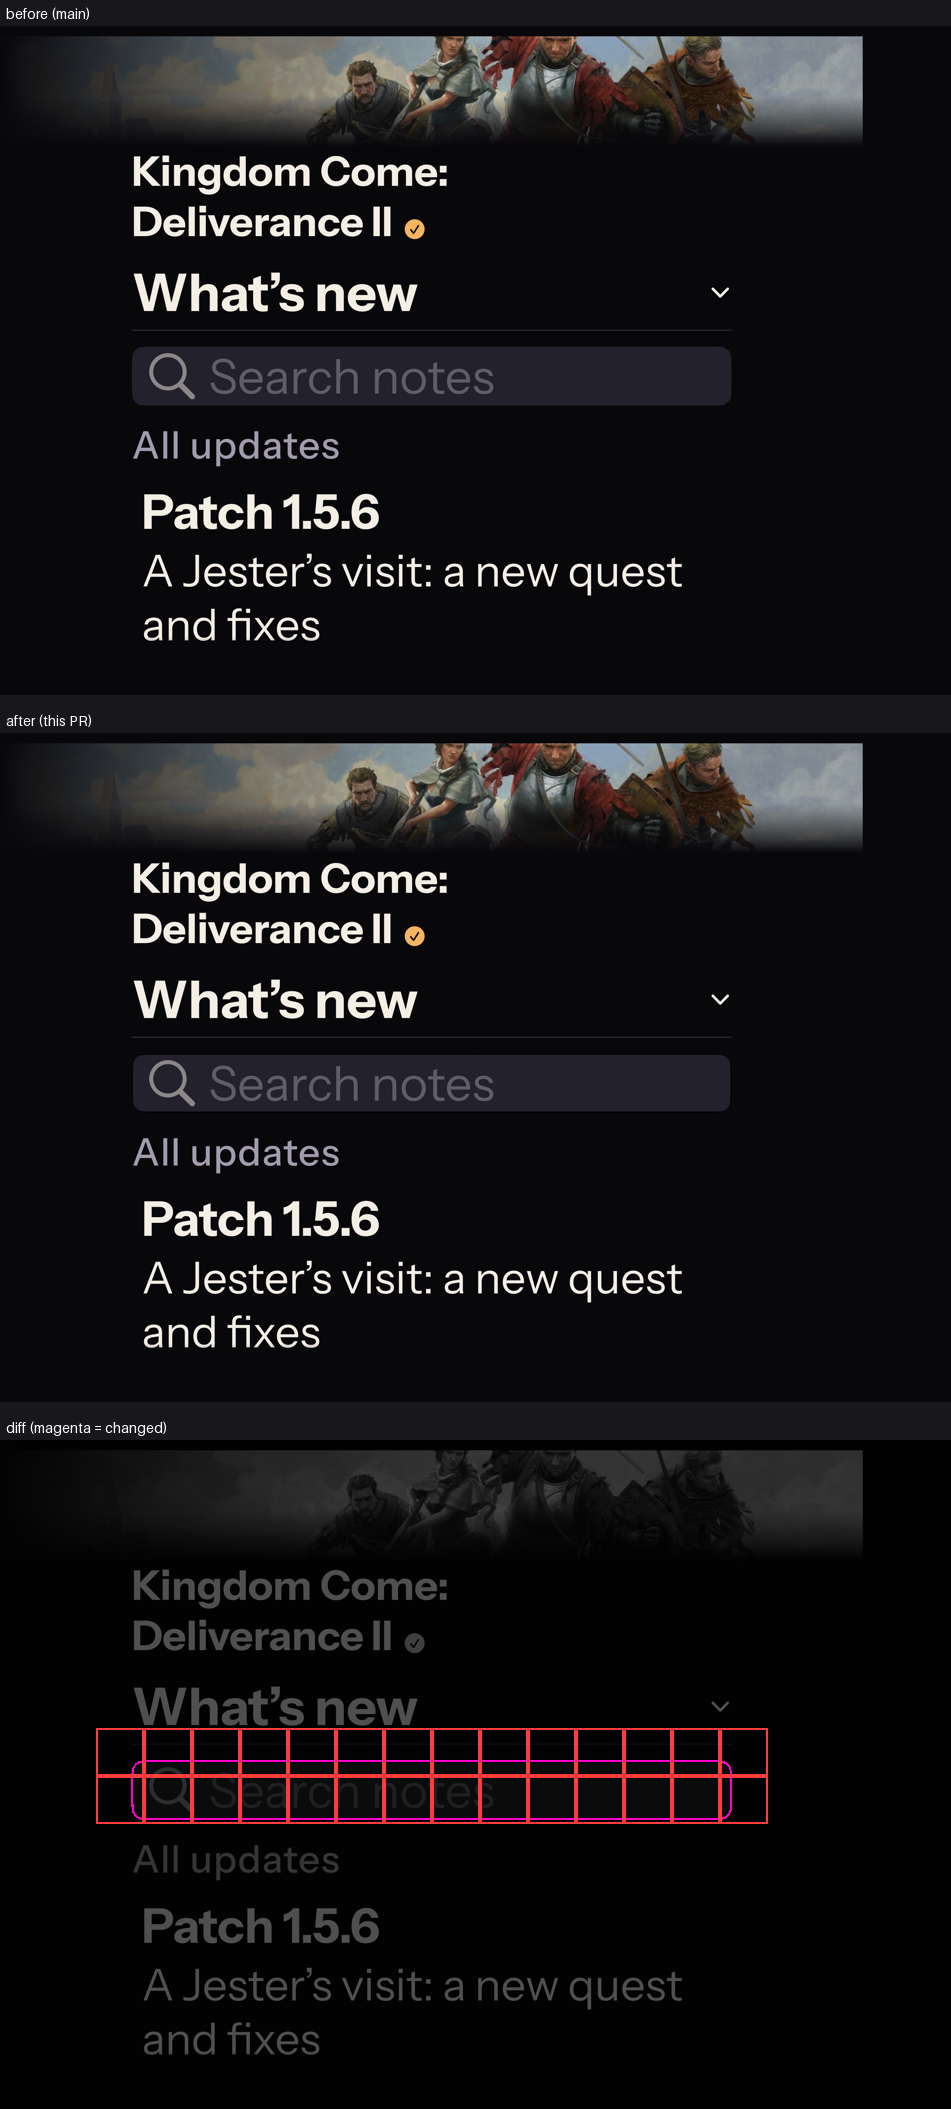 before (main)
Kingdom Come:
Deliverance II
What’s new
Search notes
All updates
Patch 1.5.6
A Jester’s visit: a new quest
and fixes
after (this PR)
Kingdom Come:
Deliverance II
What’s new
Search notes
All updates
Patch 1.5.6
A Jester’s visit: a new quest
and fixes
diff (magenta = changed)
Kingdom Come:
Deliverance II
What’s new
Search notes
All updates
Patch 1.5.6
A Jester’s visit: a new quest
and fixes